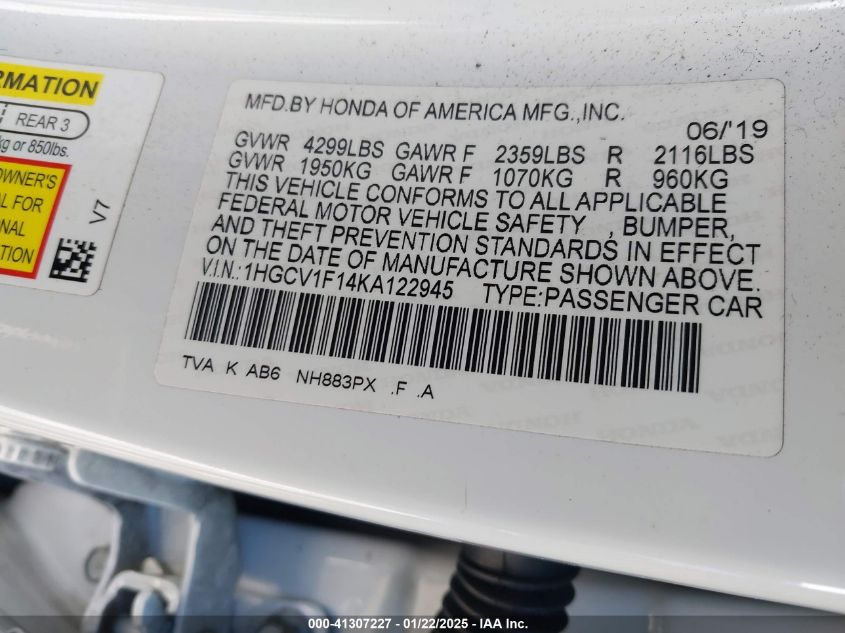 RMATION
REAR 3
kg or 850lbs.
OWNER'S
AL FOR
NAL
TION
V7
MFD.BY HONDA OF AMERICA MFG.,INC.
06/'19
GVWR 4299LBS GAWR F 2359LBS R 2116LBS
GVWR 1950KG GAWR F 1070KG R 960KG
THIS VEHICLE CONFORMS TO ALL APPLICABLE
FEDERAL MOTOR VEHICLE SAFETY , BUMPER,
AND THEFT PREVENTION STANDARDS IN EFFECT
ON THE DATE OF MANUFACTURE SHOWN ABOVE.
V.I.N.:1HGCV1F14KA122945 TYPE:PASSENGER CAR
TVA K AB6 NH883PX .F .A
000-41307227 - 01/22/2025 - IAA Inc.